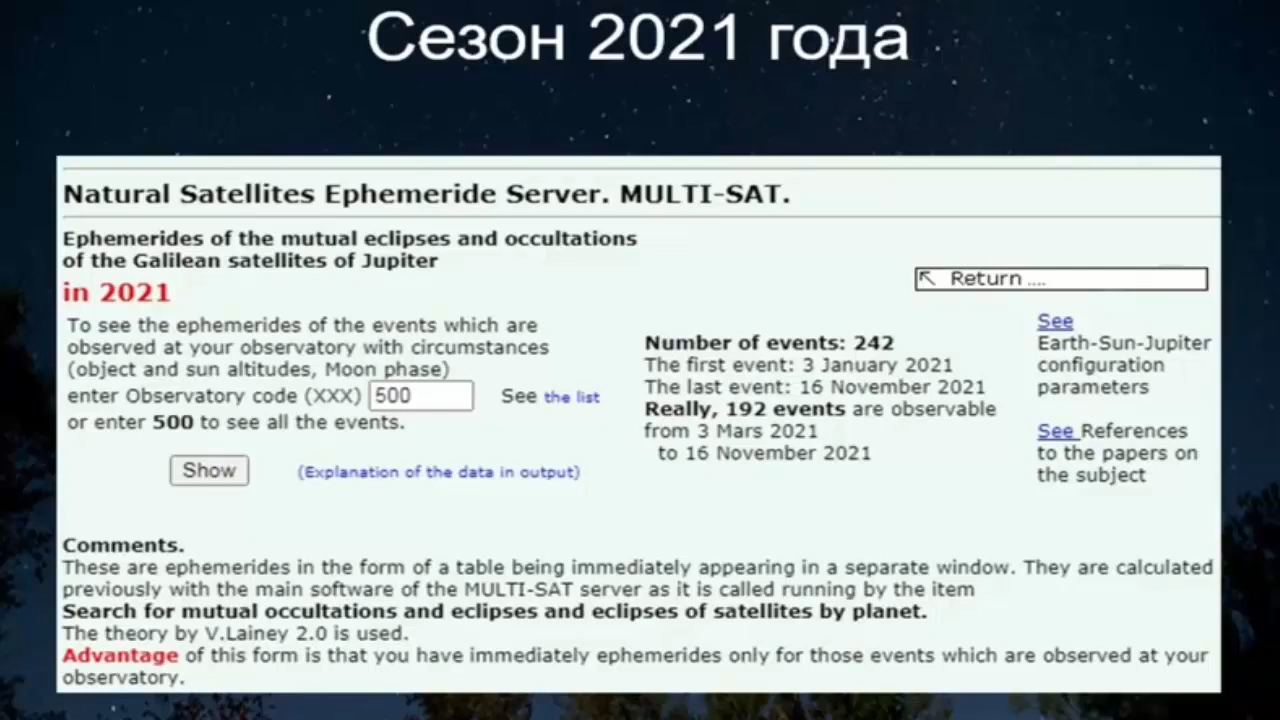 Сезон 2021 года
Natural Satellites Ephemeride Server. MULTI-SAT.
Ephemerides of the mutual eclipses and occultations
of the Galilean satellites of Jupiter
in 2021
Return ....
To see the ephemerides of the events which are
observed at your observatory with circumstances
(object and sun altitudes, Moon phase)
enter Observatory code (XXX) 500 See the list
or enter 500 to see all the events.
Show (Explanation of the data in output)
Number of events: 242
The first event: 3 January 2021
The last event: 16 November 2021
Really, 192 events are observable
from 3 Mars 2021
to 16 November 2021
See
Earth-Sun-Jupiter
configuration
parameters
See References
to the papers on
the subject
Comments.
These are ephemerides in the form of a table being immediately appearing in a separate window. They are calculated
previously with the main software of the MULTI-SAT server as it is called running by the item
Search for mutual occultations and eclipses and eclipses of satellites by planet.
The theory by V.Lainey 2.0 is used.
Advantage of this form is that you have immediately ephemerides only for those events which are observed at your
observatory.